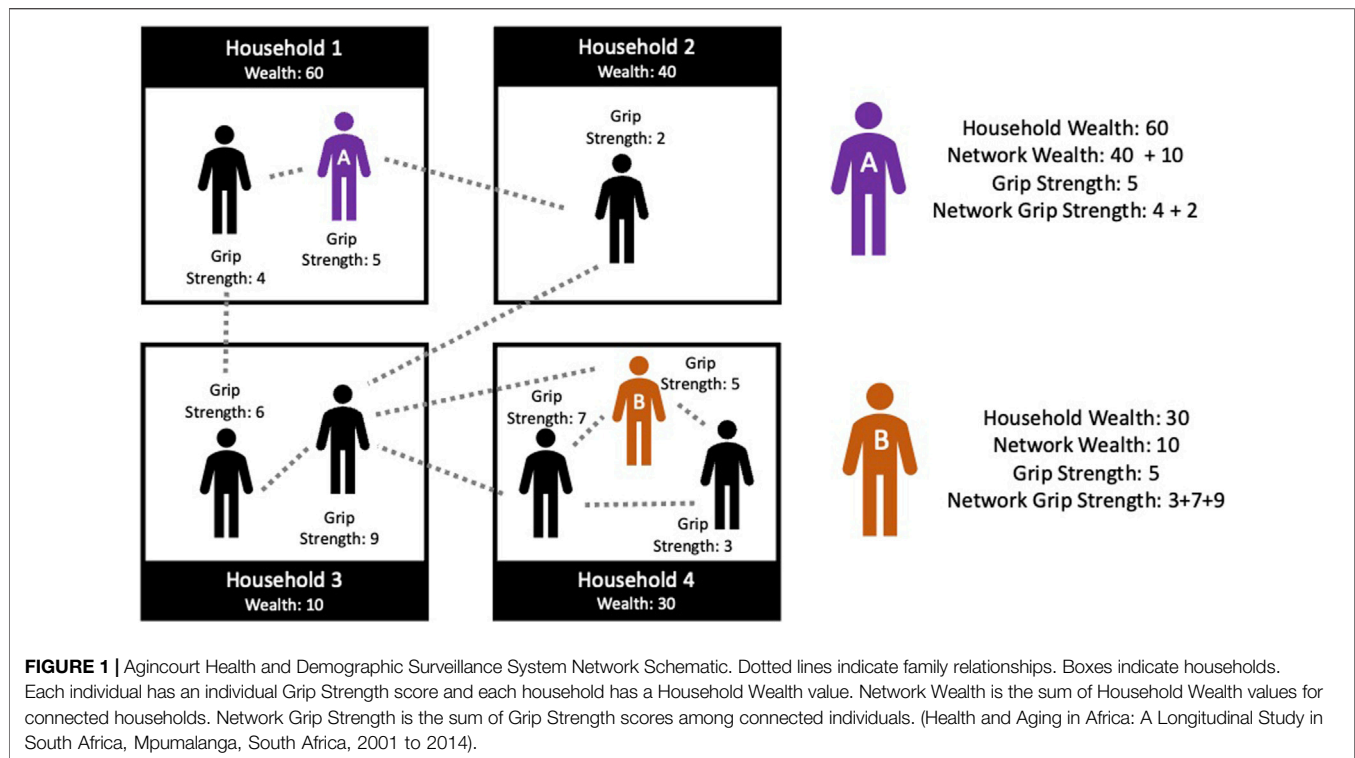 Household 1
Wealth: 60
Household 2
Wealth: 40
A
Grip
Strength: 4
Grip
Strength: 5
Grip
Strength: 2
A
Household Wealth: 60
Network Wealth: 40 + 10
Grip Strength: 5
Network Grip Strength: 4 + 2
Grip
Strength: 6
Grip
Strength: 9
Household 3
Wealth: 10
Grip
Strength: 7
B
Grip
Strength: 5
Grip
Strength: 3
Household 4
Wealth: 30
B
Household Wealth: 30
Network Wealth: 10
Grip Strength: 5
Network Grip Strength: 3+7+9
FIGURE 1 | Agincourt Health and Demographic Surveillance System Network Schematic. Dotted lines indicate family relationships. Boxes indicate households.
Each individual has an individual Grip Strength score and each household has a Household Wealth value. Network Wealth is the sum of Household Wealth values for
connected households. Network Grip Strength is the sum of Grip Strength scores among connected individuals. (Health and Aging in Africa: A Longitudinal Study in
South Africa, Mpumalanga, South Africa, 2001 to 2014).